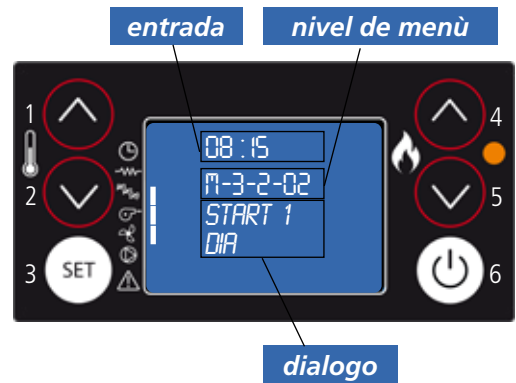 entrada
nivel de menù
1
4
08:15
M-3-2-02
2
5
START 1
DIA
3
SET
6
dialogo